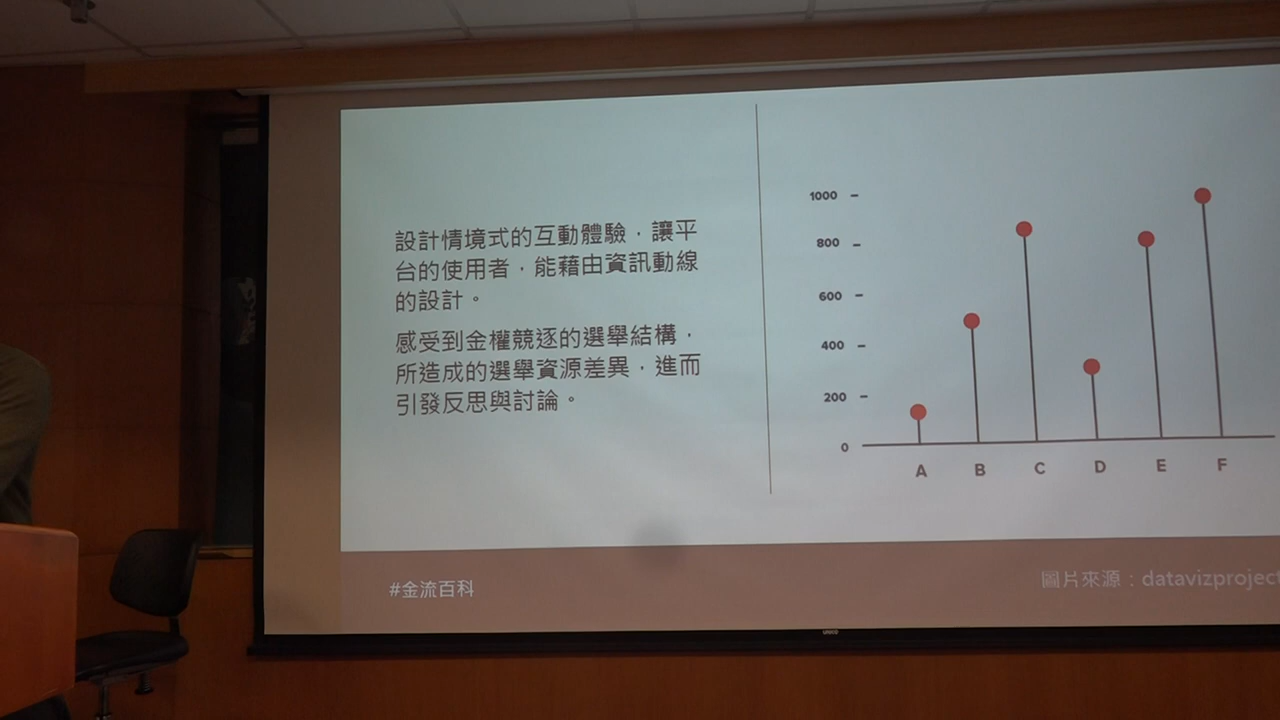 設計情境式的互動體驗，讓平
台的使用者，能藉由資訊動線
的設計。
感受到金權競逐的選舉結構，
所造成的選舉資源差異，進而
引發反思與討論。
1000
800
600
400
200
0
A B C D E F
#金流百科
圖片來源：datavizproject